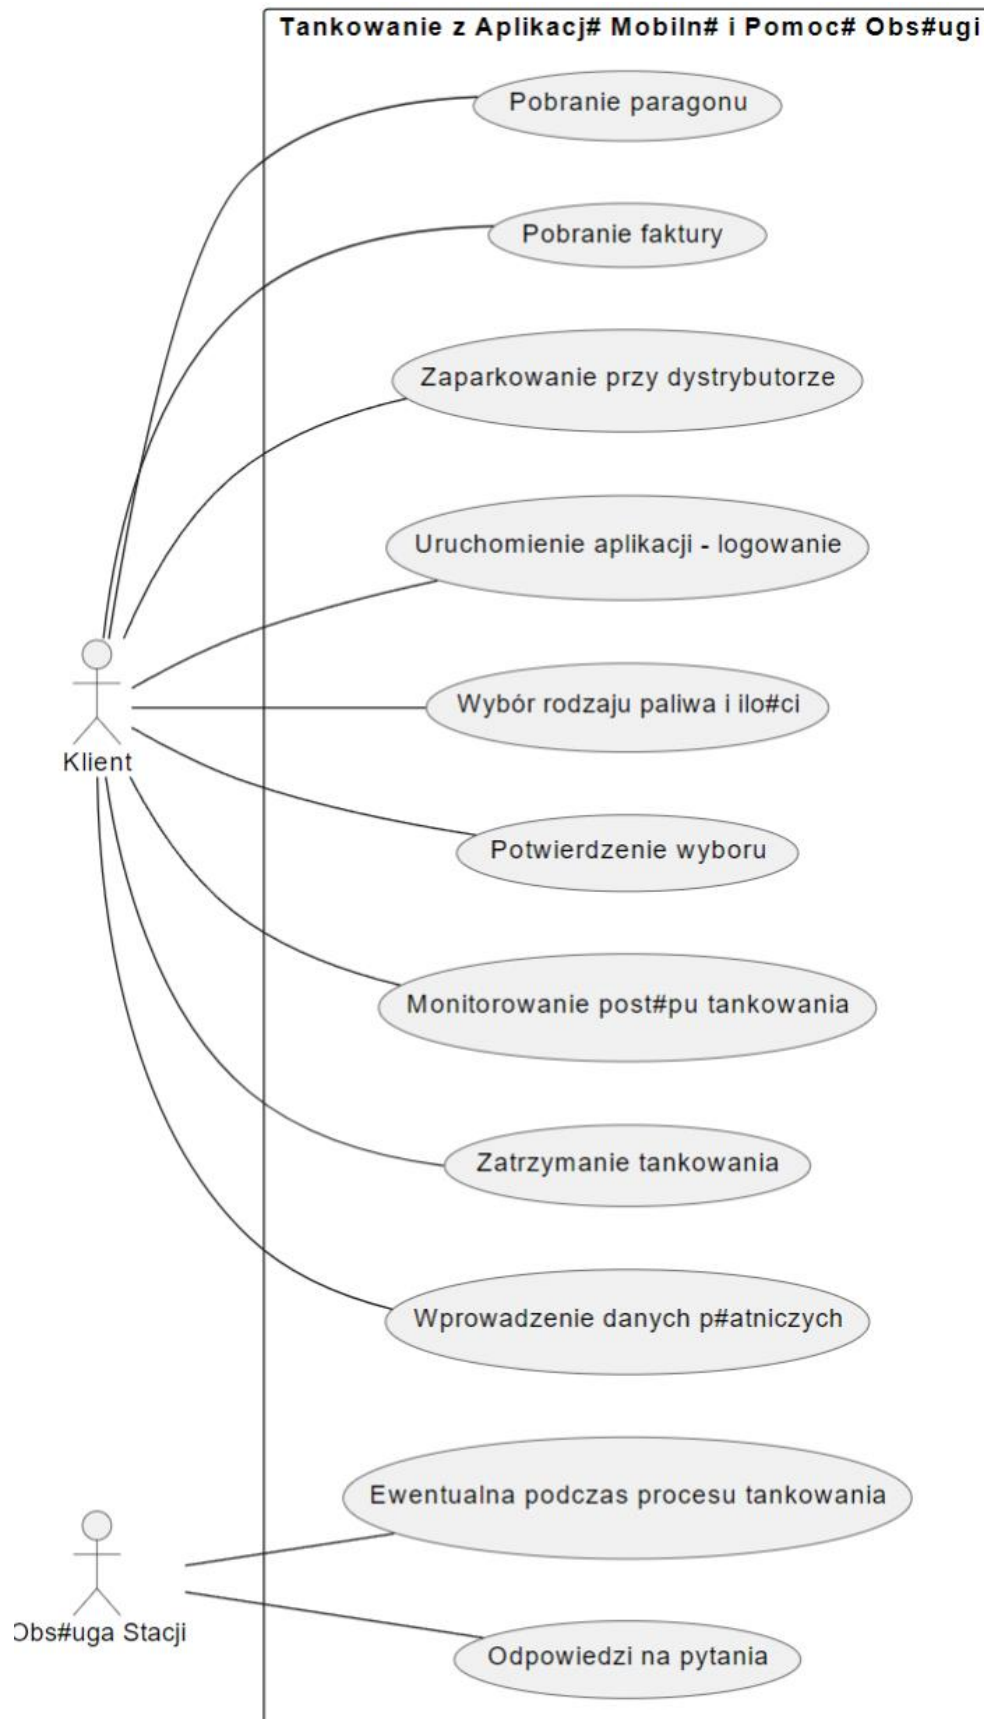 Tankowanie z Aplikacj# Mobiln# i Pomoc# Obs#ugi
Pobranie paragonu
Pobranie faktury
Zaparkowanie przy dystrybutorze
Uruchomienie aplikacji - logowanie
Wybór rodzaju paliwa i ilo#ci
Klient
Potwierdzenie wyboru
Monitorowanie post#pu tankowania
Zatrzymanie tankowania
Wprowadzenie danych p#atniczych
Ewentualna podczas procesu tankowania
Obs#uga Stacji
Odpowiedzi na pytania